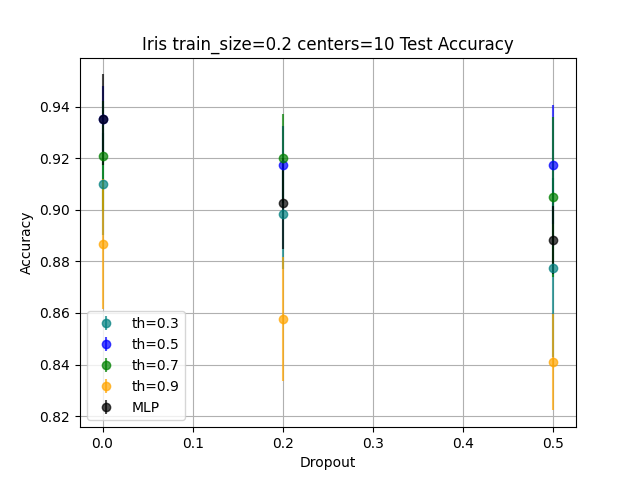 Iris train_size=0.2 centers=10 Test Accuracy
Accuracy
0.94
0.92
0.90
0.88
0.86
0.84
0.82
th=0.3
th=0.5
th=0.7
th=0.9
MLP
0.0
0.1
0.2
0.3
0.4
0.5
Dropout